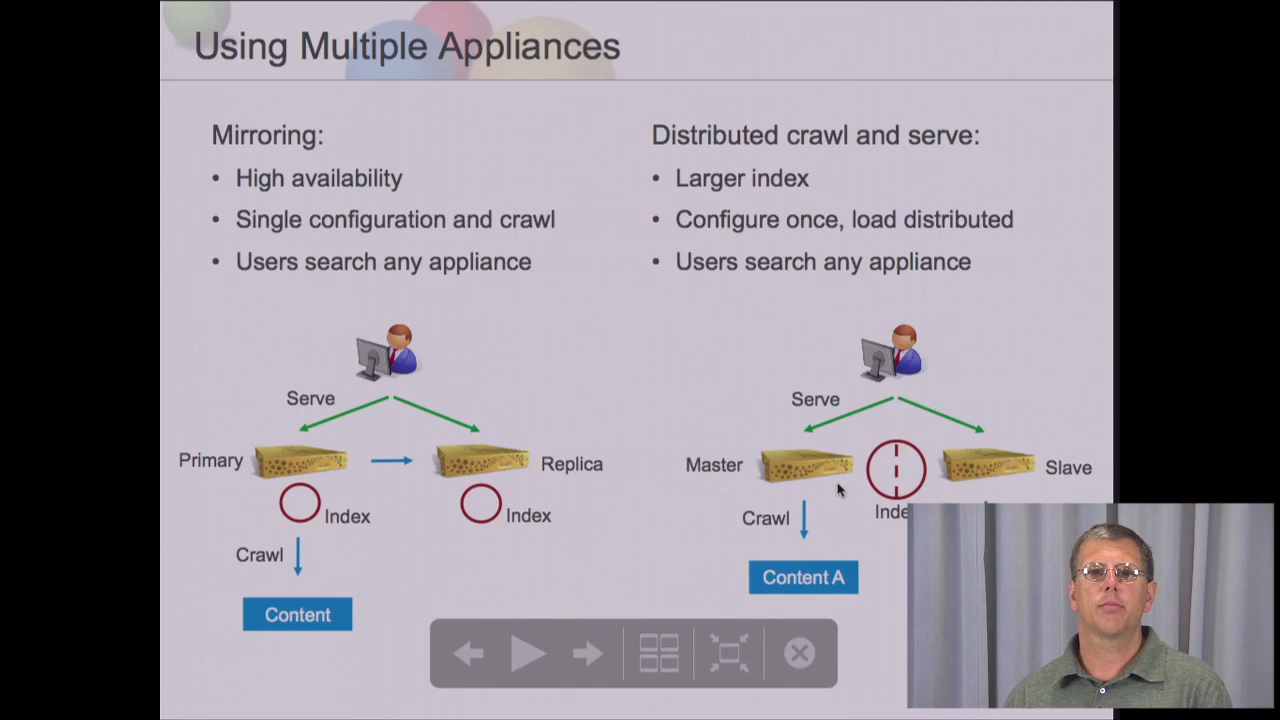 Using Multiple Appliances
Mirroring:
• High availability
• Single configuration and crawl
• Users search any appliance
Serve
Primary
Replica
Index
Index
Crawl
Content
Distributed crawl and serve:
• Larger index
• Configure once, load distributed
• Users search any appliance
Serve
Master
Slave
Crawl
Content A